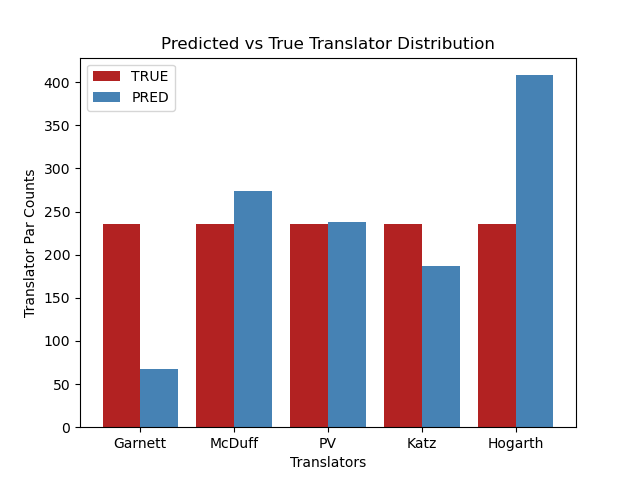 Predicted vs True Translator Distribution
TRUE
PRED
Translator Par Counts
400
350
300
250
200
150
100
50
0
Garnett McDuff PV Katz Hogarth
Translators